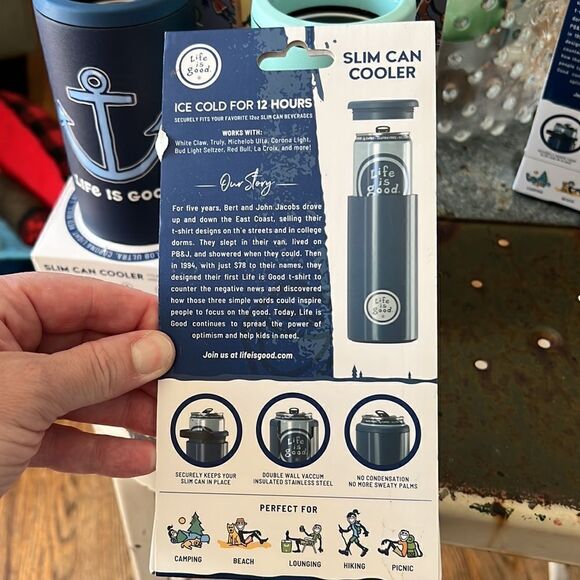 Life
is
good.
SLIM CAN
COOLER
ICE COLD FOR 12 HOURS
SECURELY FITS YOUR FAVORITE 12oz SLIM CAN BEVERAGES
WORKS WITH:
White Claw, Truly, Michelob Ulta, Corona Light,
Bud Light Seltzer, Red Bull, La Croix, and more!
Our Story
For five years, Bert and John Jacobs drove
up and down the East Coast, selling their
t-shirt designs on th'e streets and in college
dorms. They slept in their van, lived on
PB&J, and showered when they could. Then
in 1994, with just $78 to their names, they
designed their first Life is Good t-shirt to
counter the negative news and discovered
how those three simple words could inspire
people to focus on the good. Today, Life is
Good continues to spread the power of
optimism and help kids in need.
Join us at lifeisgood.com
Life
is
good.
Life
is
good.
Life
is
good.
SECURELY KEEPS YOUR
SLIM CAN IN PLACE
DOUBLE WALL VACCUM
INSULATED STAINLESS STEEL
NO CONDENSATION
NO MORE SWEATY PALMS
PERFECT FOR
CAMPING
BEACH
LOUNGING
HIKING
PICNIC
LIFE IS GOOD
SLIM CAN COOLER